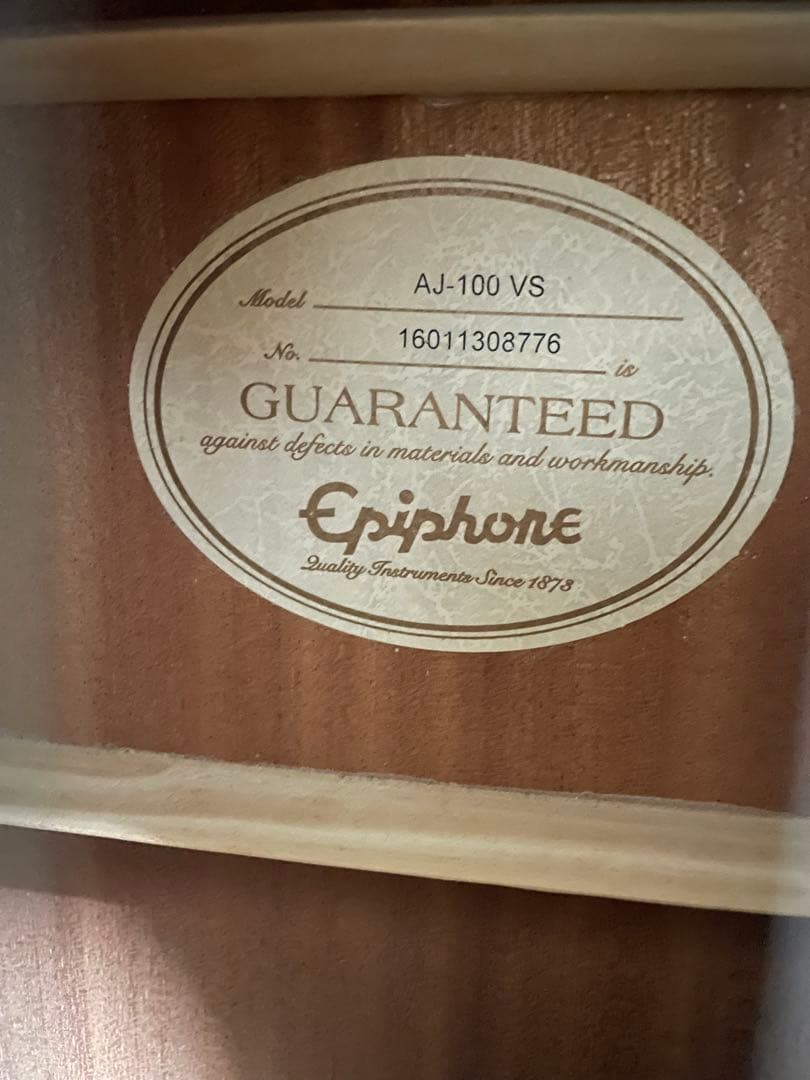 Model AJ-100 VS
No. 16011308776 is
GUARANTEED
against defects in materials and workmanship.
Epiphone
Quality Instruments Since 1873